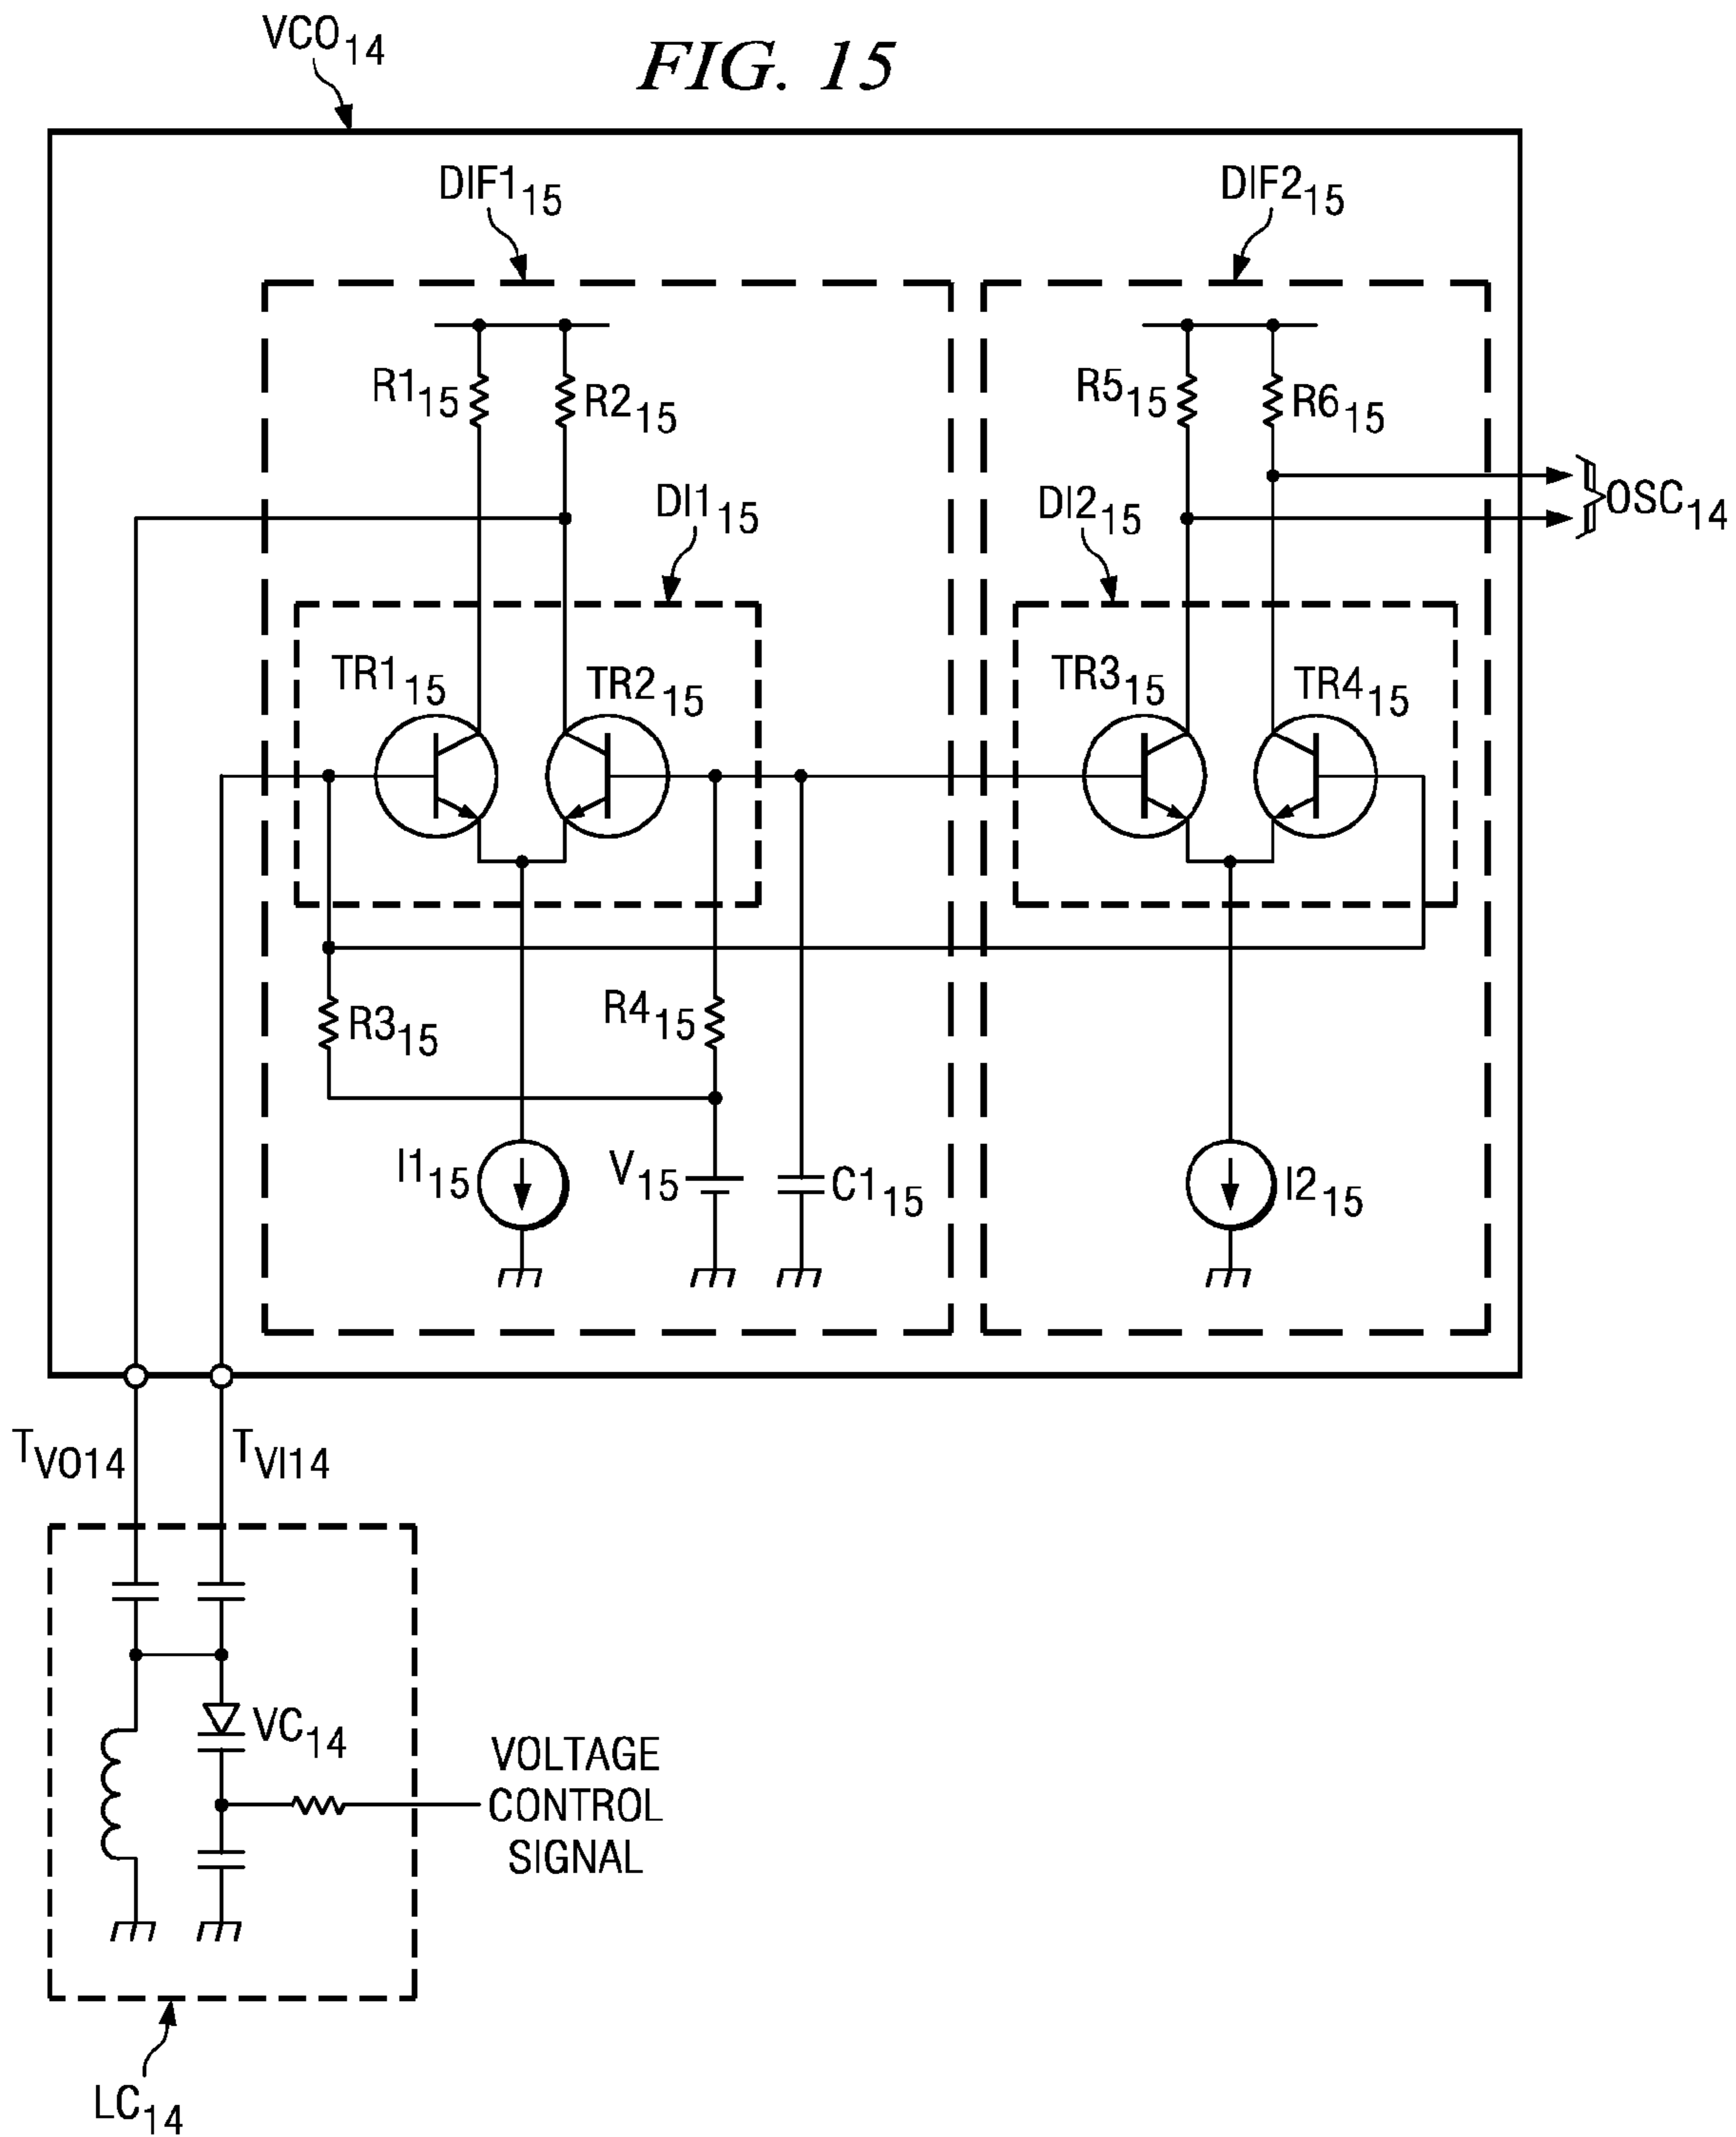 VCO14
FIG. 15
DIF115
DIF215
R115
R215
R515
R615
DI115
DI215
OSC14
TR115
TR215
TR315
TR415
R315
R415
I115
V15
C115
I215
TVO14
TVI14
VC14
VOLTAGE
CONTROL
SIGNAL
LC14